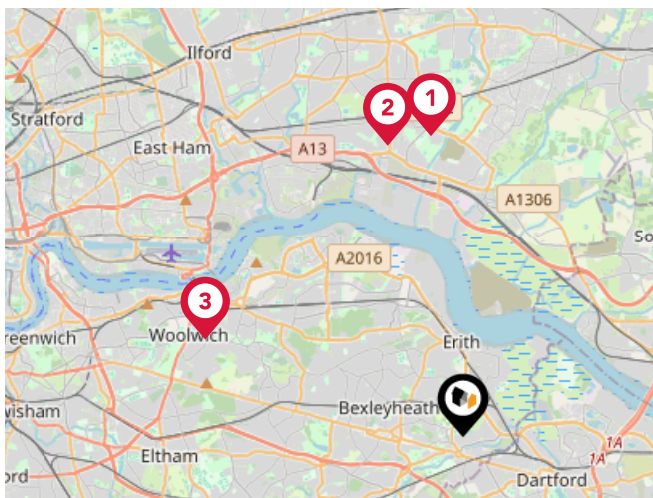 Ilford
2
1
Stratford
East Ham
A13
A1306
So
A2016
3
reenwich
Woolwich
Erith
Bexleyheath
wisham
1A
Eltham
1A
ord
Dartford